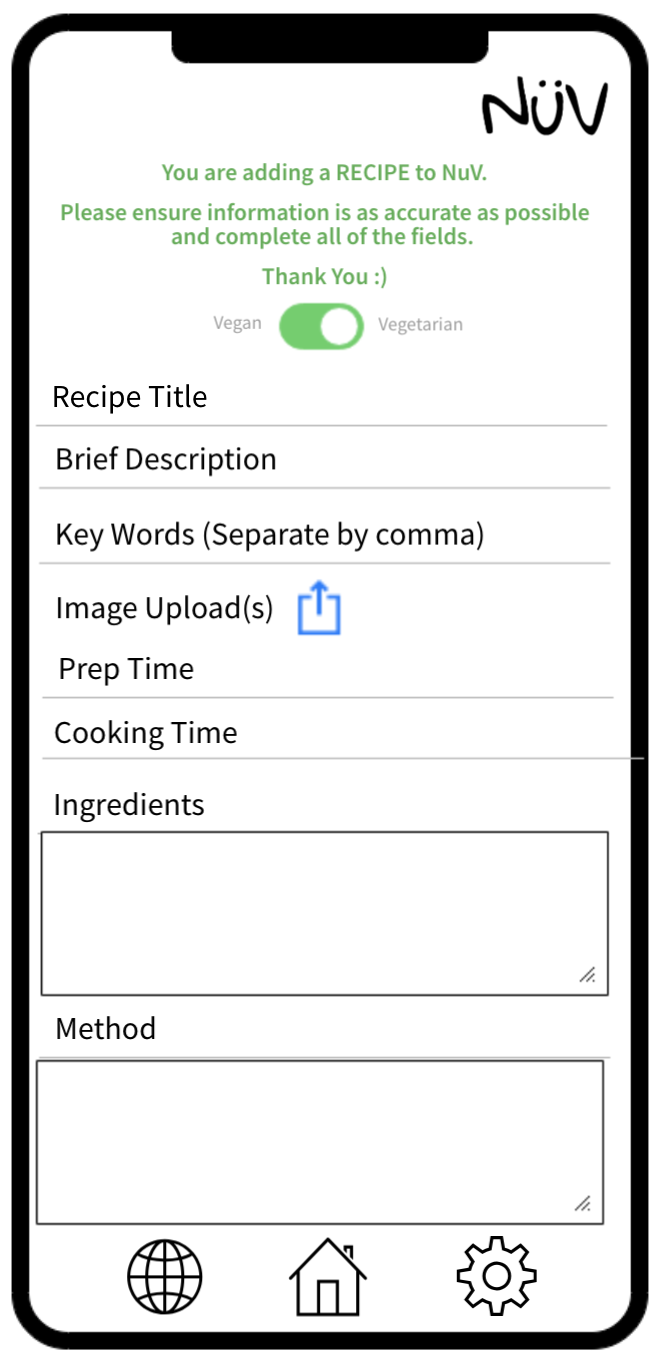 NüV
You are adding a RECIPE to NuV.
Please ensure information is as accurate as possible
and complete all of the fields.
Thank You :)
Vegan Vegetarian
Recipe Title
Brief Description
Key Words (Separate by comma)
Image Upload(s)
Prep Time
Cooking Time
Ingredients
Method